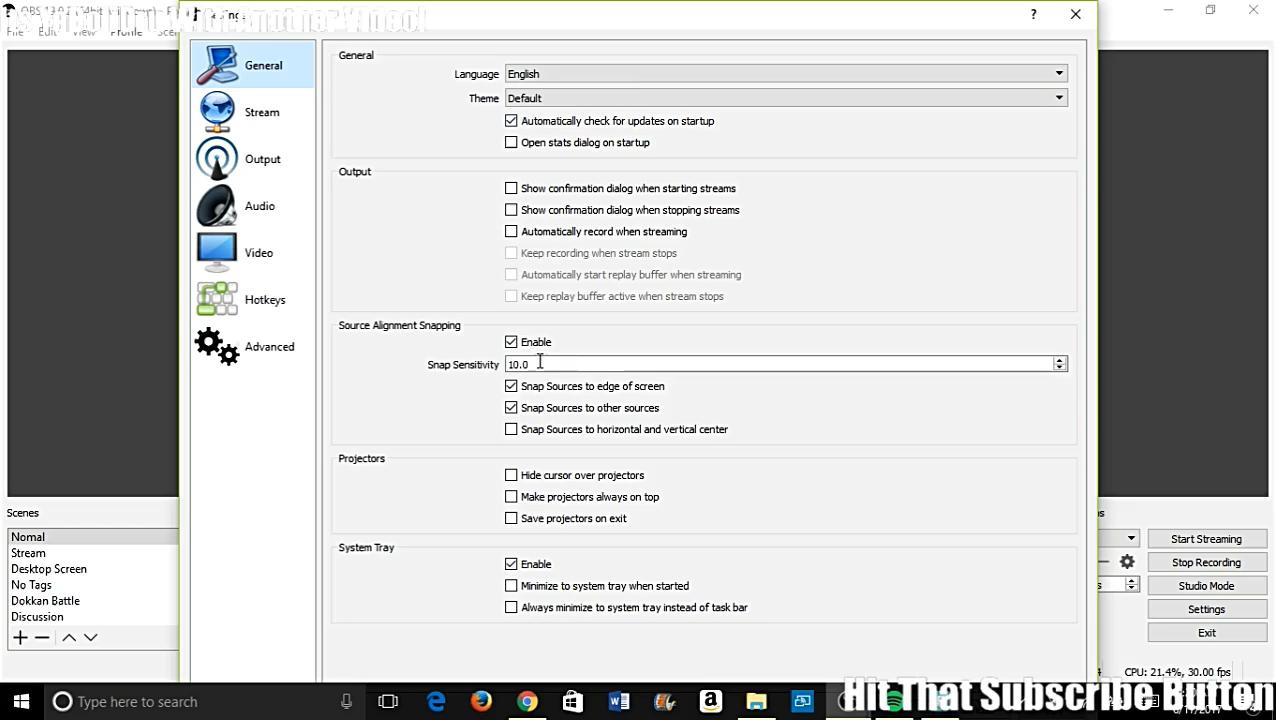 With Another Video!
General
Language English
Theme Default
Automatically check for updates on startup
Open stats dialog on startup
Output
Show confirmation dialog when starting streams
Show confirmation dialog when stopping streams
Automatically record when streaming
Keep recording when stream stops
Automatically start replay buffer when streaming
Keep replay buffer active when stream stops
Source Alignment Snapping
Enable
Snap Sensitivity 10.0
Snap Sources to edge of screen
Snap Sources to other sources
Snap Sources to horizontal and vertical center
Projectors
Hide cursor over projectors
Make projectors always on top
Save projectors on exit
System Tray
Enable
Minimize to system tray when started
Always minimize to system tray instead of task bar
General
Stream
Output
Audio
Video
Hotkeys
Advanced
Scenes
Normal
Stream
Desktop Screen
No Tags
Dokkan Battle
Discussion
Start Streaming
Stop Recording
Studio Mode
Settings
Exit
CPU: 21.4%, 30.00 fps
Type here to search
Hit That Subscribe Button